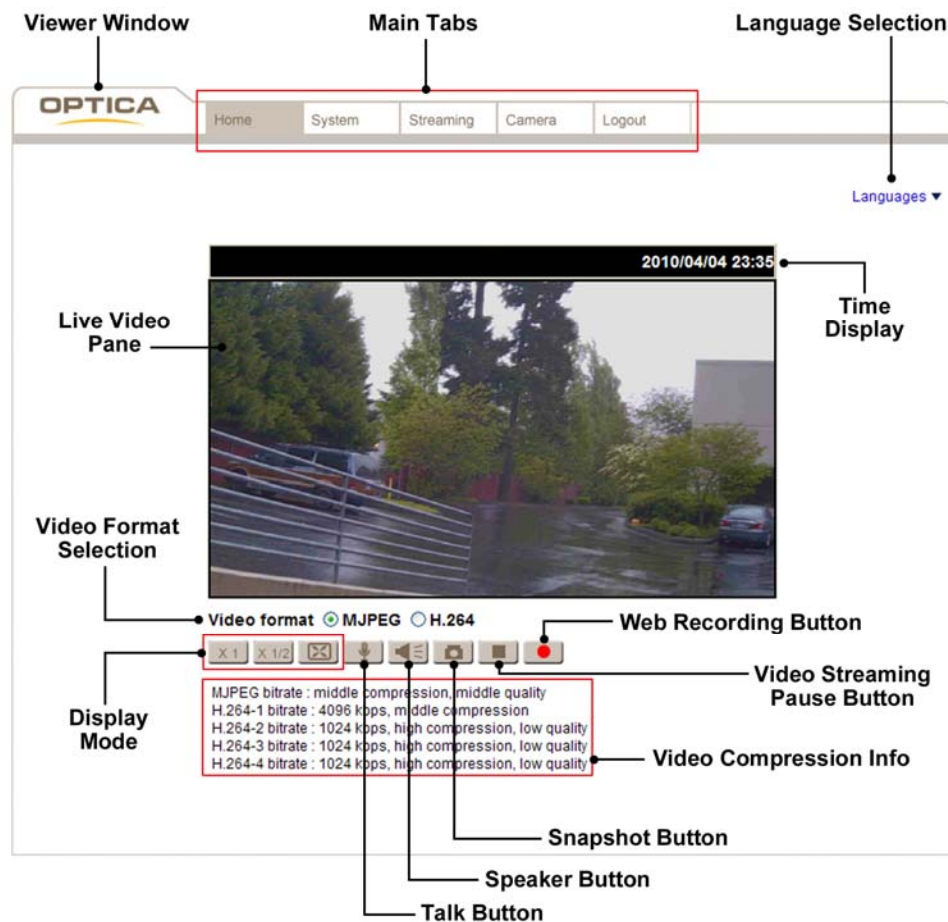 Viewer Window
Main Tabs
Language Selection
OPTICA
Home
System
Streaming
Camera
Logout
Languages
2010/04/04 23:35
Live Video
Pane
Time
Display
Video Format
Selection
Video format MJPEG H.264
Web Recording Button
X 1
X 1/2
Video Streaming
Pause Button
Display
Mode
MJPEG bitrate : middle compression, middle quality
H.264-1 bitrate : 4096 kbps, middle compression
H.264-2 bitrate : 1024 kbps, high compression, low quality
H.264-3 bitrate : 1024 kbps, high compression, low quality
H.264-4 bitrate : 1024 kbps, high compression, low quality
Video Compression Info
Snapshot Button
Speaker Button
Talk Button